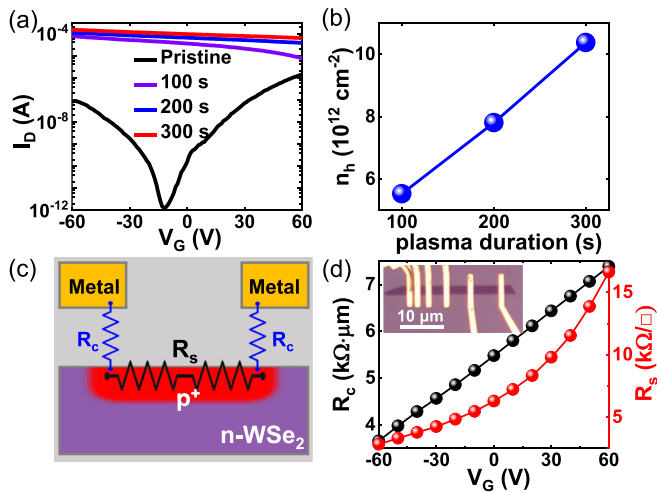 (a)
10⁻⁴
10⁻⁸
10⁻¹²
I_D (A)
Pristine
100 s
200 s
300 s
-60 -30 0 30 60
V_G (V)
(b)
10
8
6
n_h (10¹² cm⁻²)
100 200 300
plasma duration (s)
(c)
Metal Metal
R_c R_s R_c
p⁺
n-WSe₂
(d)
7
6
5
4
R_c (kΩ·μm)
10 μm
15
10
5
R_s (kΩ/□)
-60 -30 0 30 60
V_G (V)